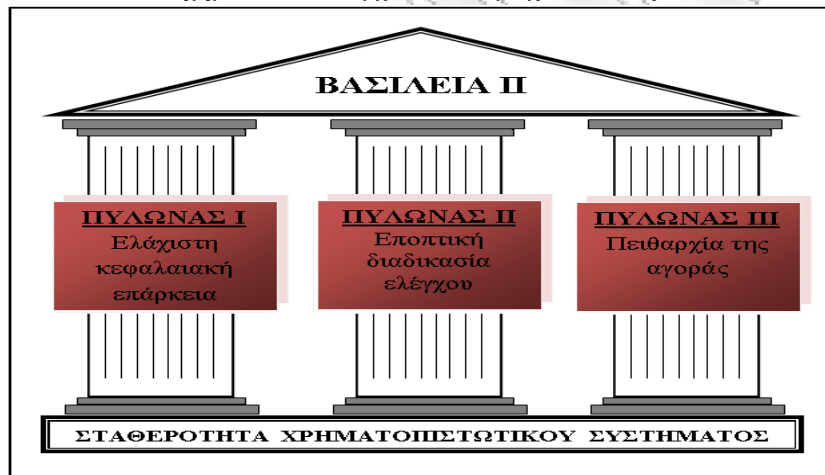 ΒΑΣΙΛΕΙΑ ΙΙ
ΠΥΛΩΝΑΣ Ι
Ελάχιστη
κεφαλαιακή
επάρκεια
ΠΥΛΩΝΑΣ ΙΙ
Εποπτική
διαδικασία
ελέγχου
ΠΥΛΩΝΑΣ ΙΙΙ
Πειθαρχία της
αγοράς
ΣΤΑΘΕΡΟΤΗΤΑ ΧΡΗΜΑΤΟΠΙΣΤΩΤΙΚΟΥ ΣΥΣΤΗΜΑΤΟΣ